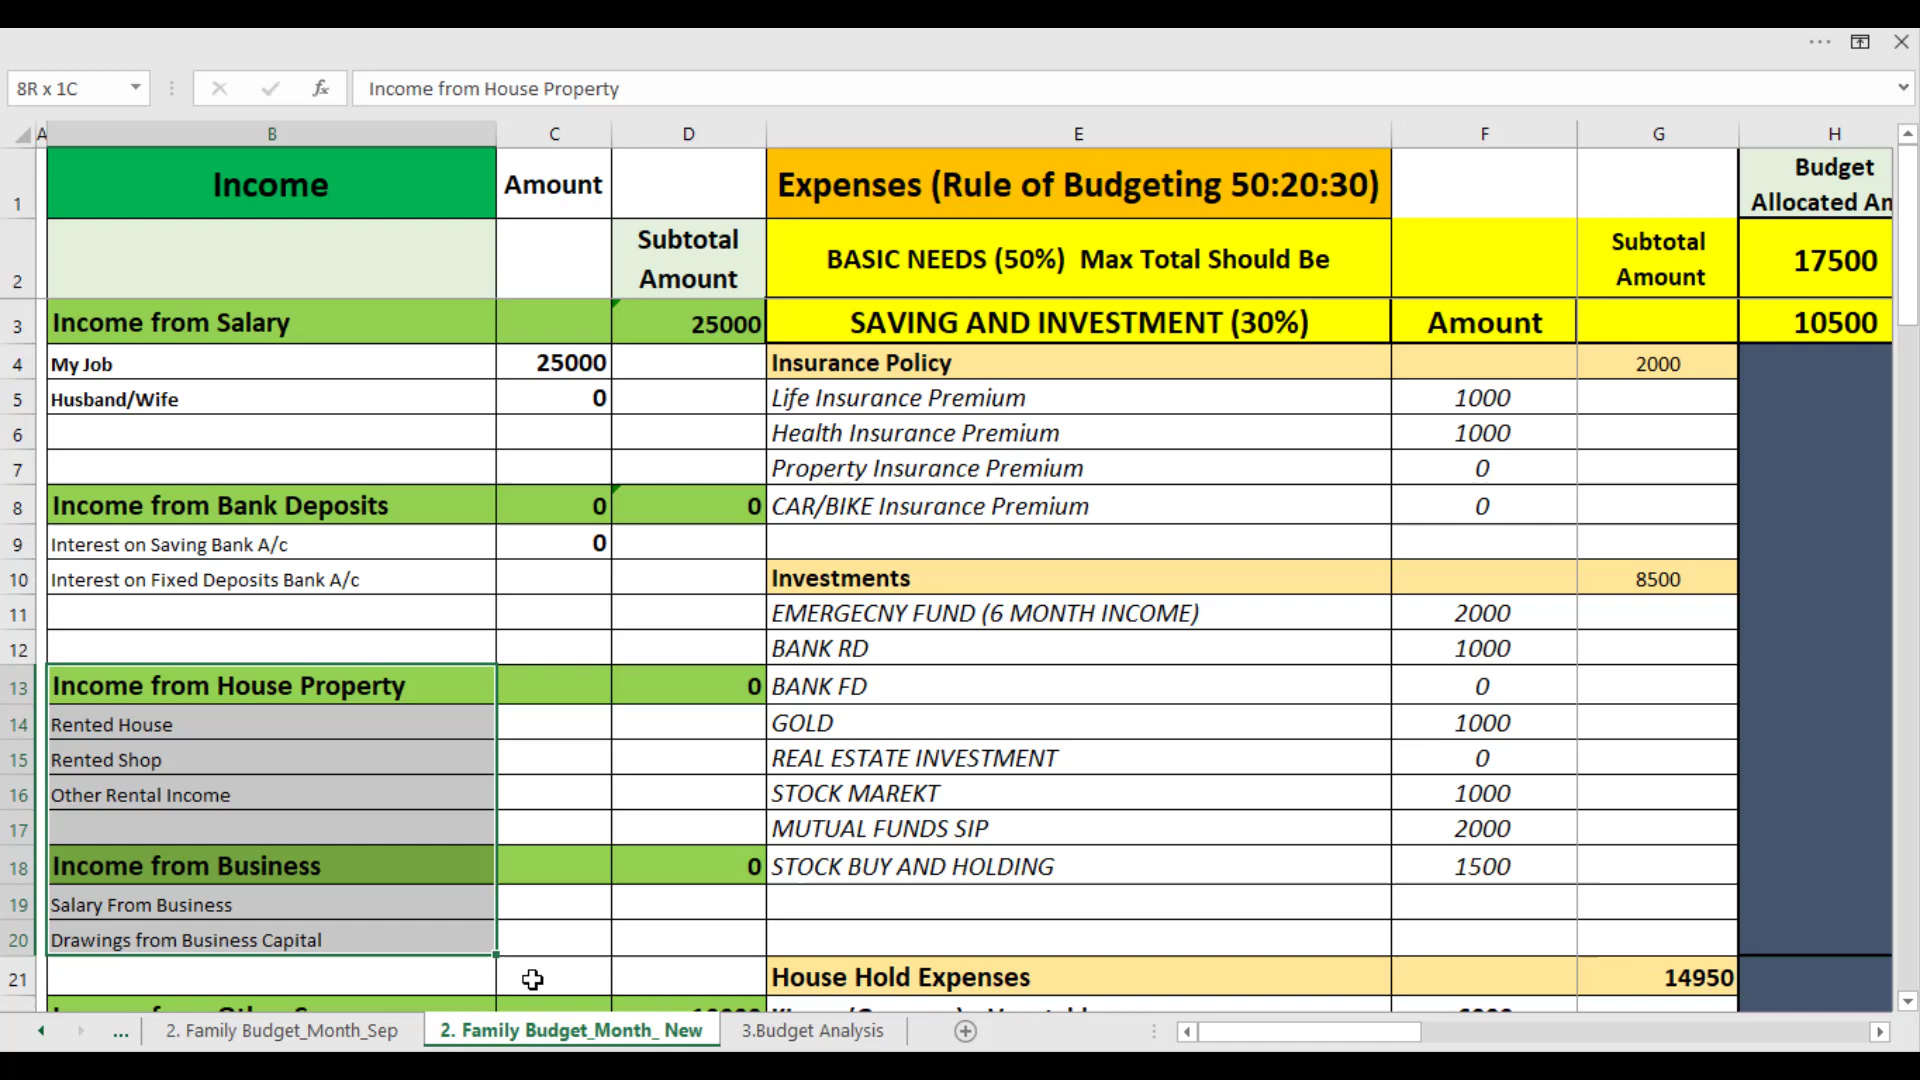 8R x 1C
fx
Income from House Property
A B C D E F G H
1 Income Amount Expenses (Rule of Budgeting 50:20:30) Budget
Allocated An
2 Subtotal
Amount BASIC NEEDS (50%) Max Total Should Be Subtotal
Amount 17500
3 Income from Salary 25000 SAVING AND INVESTMENT (30%) Amount 10500
4 My Job 25000 Insurance Policy 2000
5 Husband/Wife 0 Life Insurance Premium 1000
6 Health Insurance Premium 1000
7 Property Insurance Premium 0
8 Income from Bank Deposits 0 0 CAR/BIKE Insurance Premium 0
9 Interest on Saving Bank A/c 0
10 Interest on Fixed Deposits Bank A/c Investments 8500
11 EMERGECNY FUND (6 MONTH INCOME) 2000
12 BANK RD 1000
13 Income from House Property 0 BANK FD 0
14 Rented House GOLD 1000
15 Rented Shop REAL ESTATE INVESTMENT 0
16 Other Rental Income STOCK MAREKT 1000
17 MUTUAL FUNDS SIP 2000
18 Income from Business 0 STOCK BUY AND HOLDING 1500
19 Salary From Business
20 Drawings from Business Capital
21 House Hold Expenses 14950
... 2. Family Budget_Month_Sep 2. Family Budget_Month_ New 3.Budget Analysis